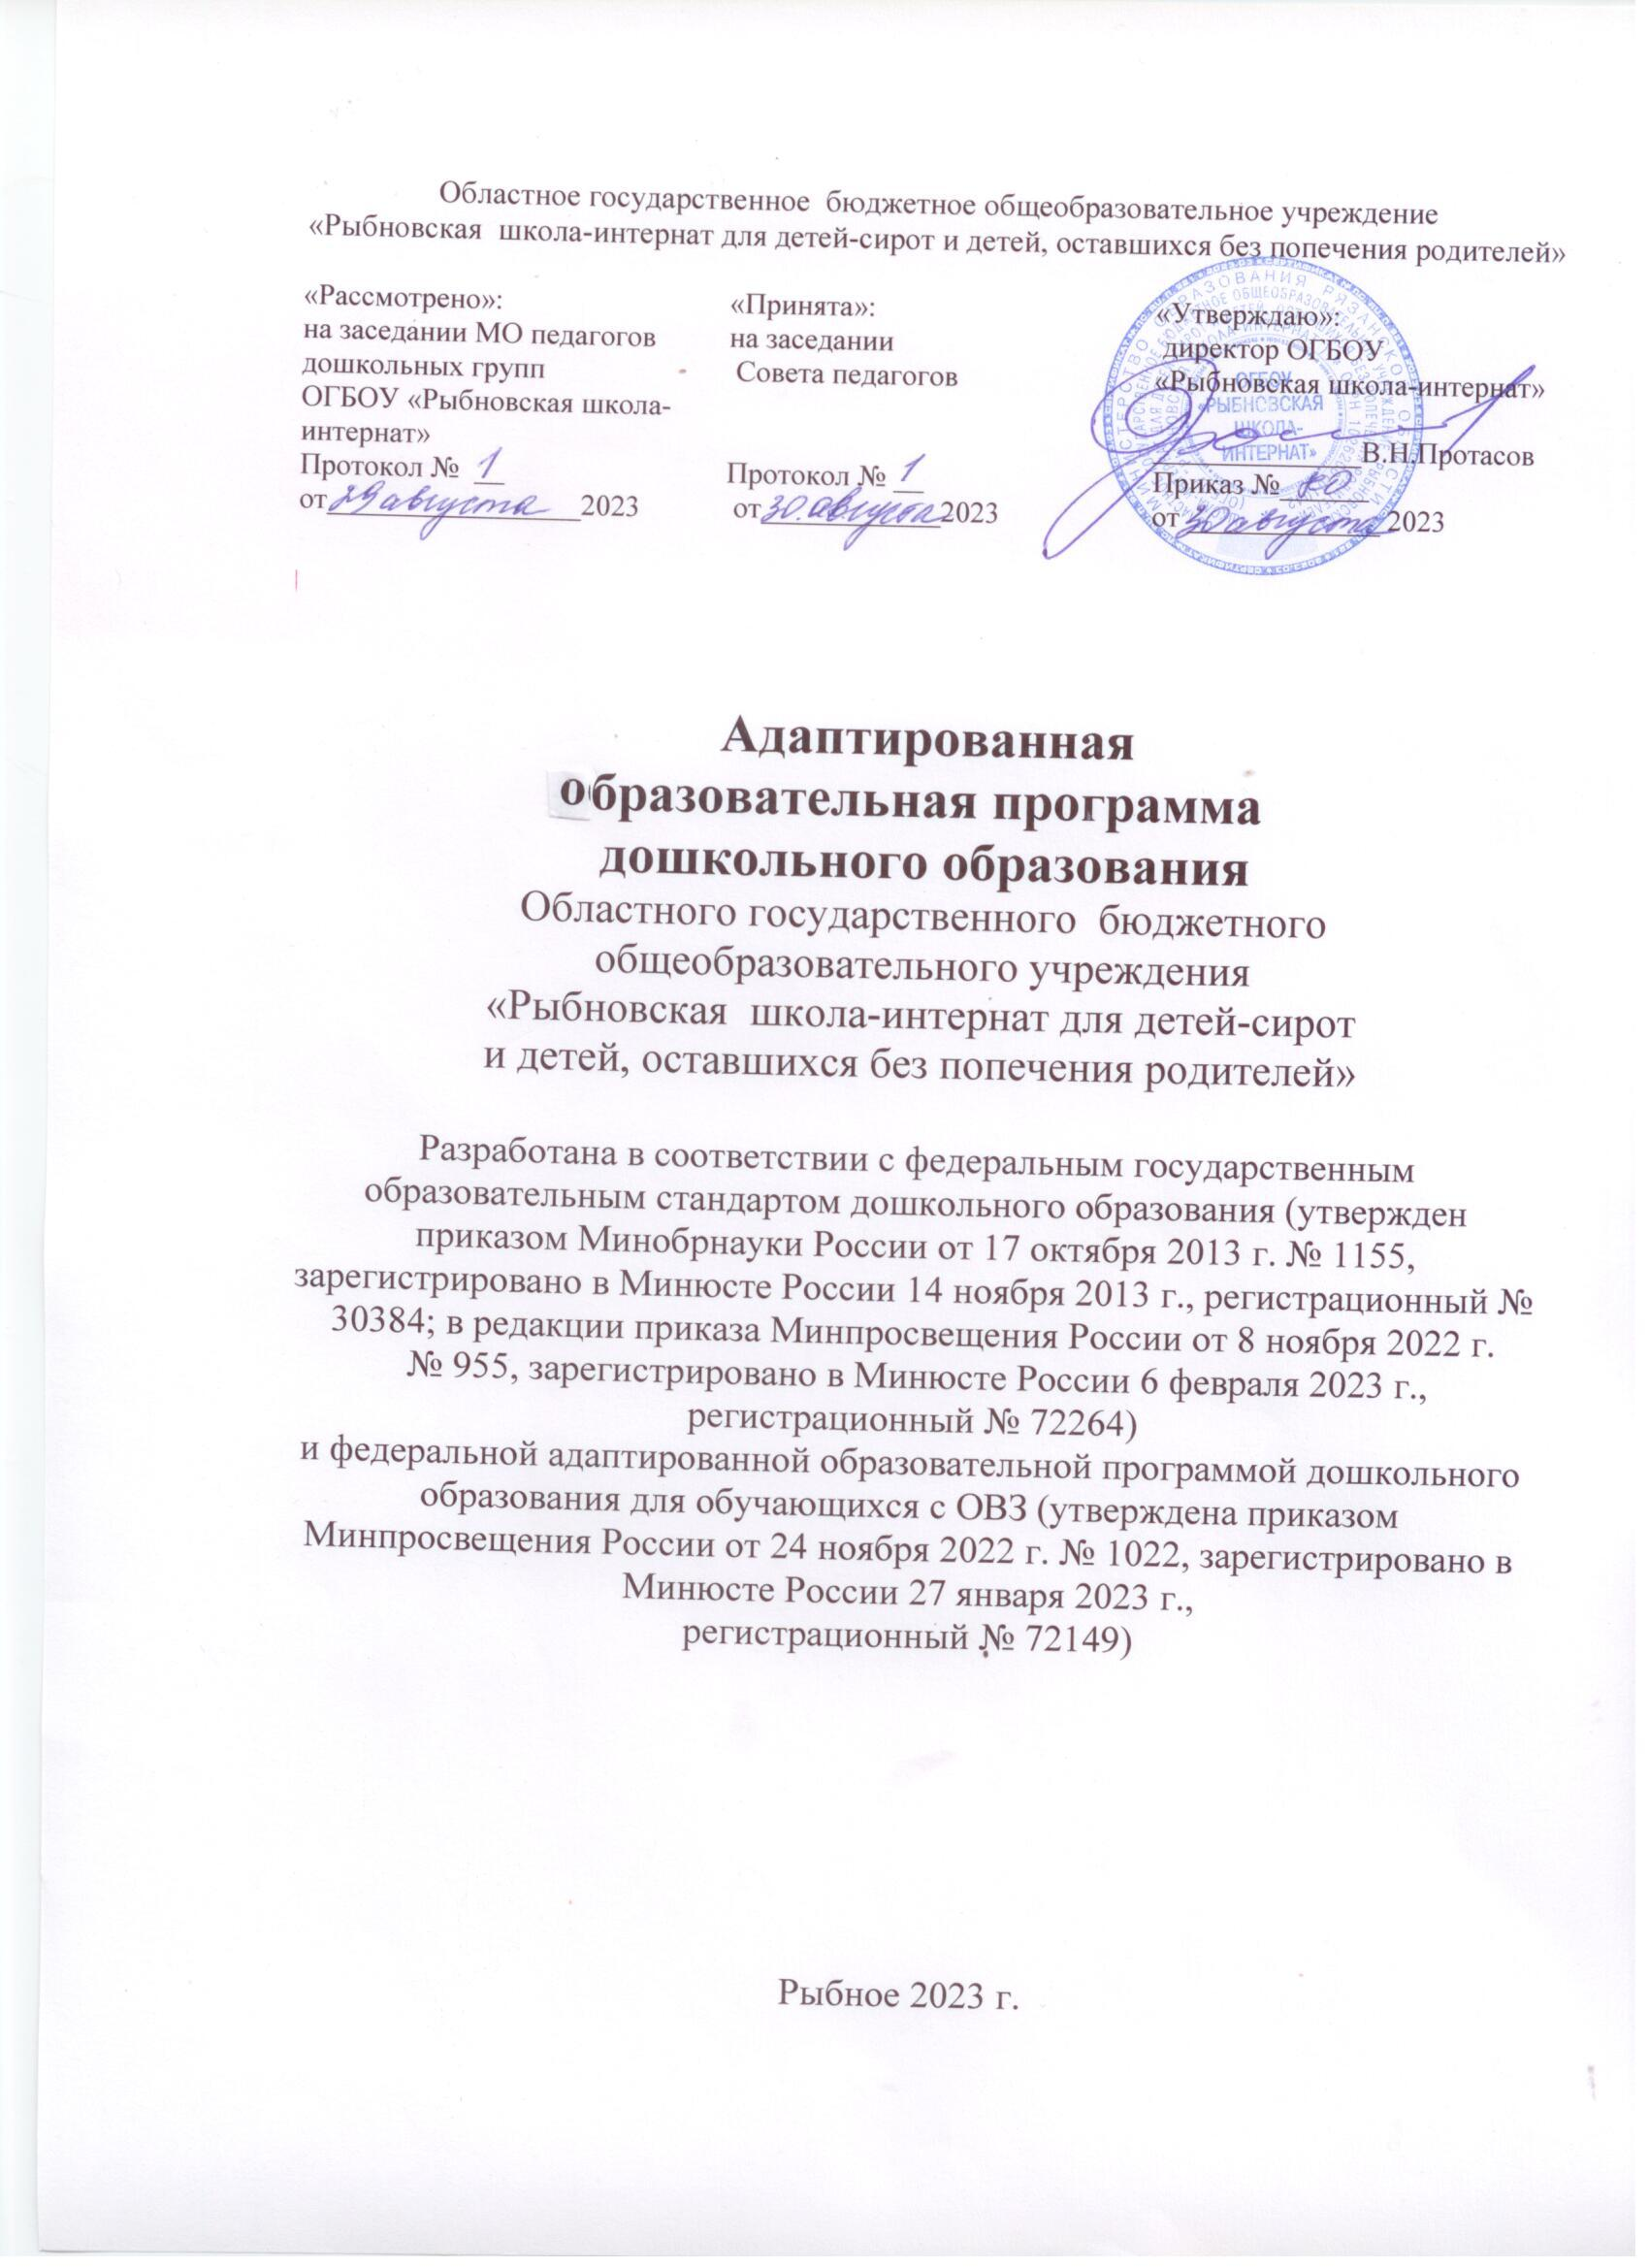 Областное государственное  бюджетное общеобразовательное учреждение
«Рыбновская  школа-интернат для детей-сирот и детей, оставшихся без попечения родителей»
«Рассмотрено»:
на заседании МО педагогов
дошкольных групп
ОГБОУ «Рыбновская школа-
интернат»
Протокол № 1
от 29 августа 2023
«Принята»:
на заседании
Совета педагогов
Протокол № 1
от 30. августа 2023
«Утверждаю»:
директор ОГБОУ
«Рыбновская школа-интернат»
В.Н.Протасов
Приказ №
от 30 августа 2023
ОГБОУ
«РЫБНОВСКАЯ
ШКОЛА-
ИНТЕРНАТ»
Адаптированная
образовательная программа
дошкольного образования
Областного государственного  бюджетного
общеобразовательного учреждения
«Рыбновская  школа-интернат для детей-сирот
и детей, оставшихся без попечения родителей»
Разработана в соответствии с федеральным государственным
образовательным стандартом дошкольного образования (утвержден
приказом Минобрнауки России от 17 октября 2013 г. № 1155,
зарегистрировано в Минюсте России 14 ноября 2013 г., регистрационный №
30384; в редакции приказа Минпросвещения России от 8 ноября 2022 г.
№ 955, зарегистрировано в Минюсте России 6 февраля 2023 г.,
регистрационный № 72264)
и федеральной адаптированной образовательной программой дошкольного
образования для обучающихся с ОВЗ (утверждена приказом
Минпросвещения России от 24 ноября 2022 г. № 1022, зарегистрировано в
Минюсте России 27 января 2023 г.,
регистрационный № 72149)
Рыбное 2023 г.